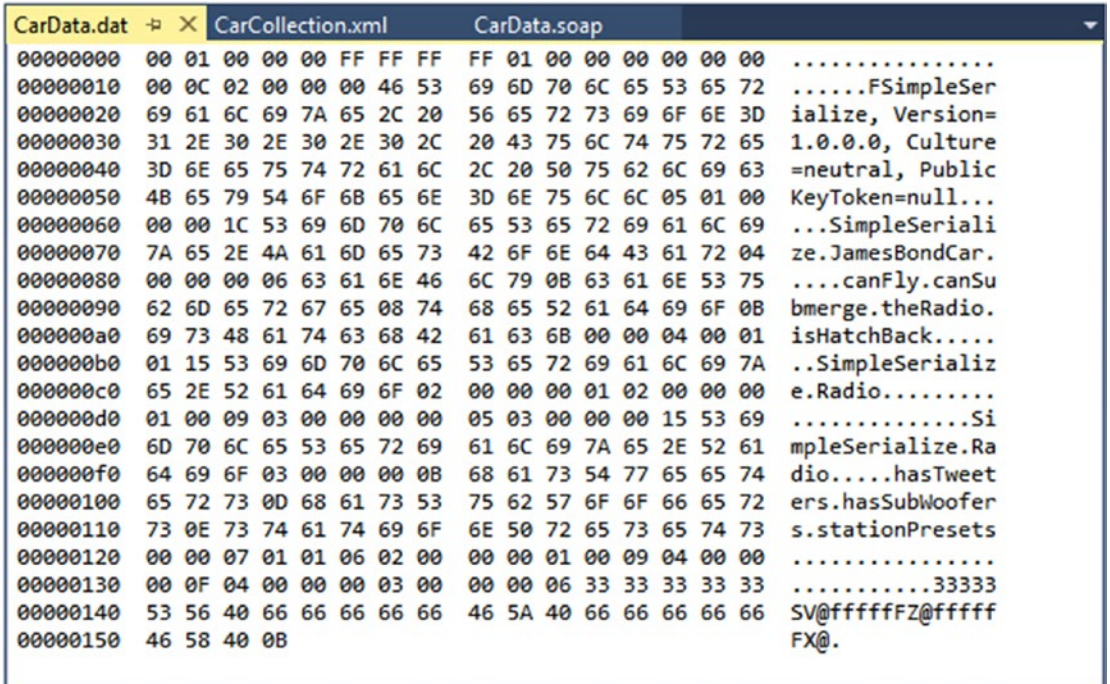 CarData.dat CarCollection.xml CarData.soap
00000000 00 01 00 00 00 FF FF FF FF 01 00 00 00 00 00 00 ................
00000010 00 0C 02 00 00 00 46 53 69 6D 70 6C 65 53 65 72 ......FSimpleSer
00000020 69 61 6C 69 7A 65 2C 20 56 65 72 73 69 6F 6E 3D ialize, Version=
00000030 31 2E 30 2E 30 2E 30 2C 20 43 75 6C 74 75 72 65 1.0.0.0, Culture
00000040 3D 6E 65 75 74 72 61 6C 2C 20 50 75 62 6C 69 63 =neutral, Public
00000050 4B 65 79 54 6F 6B 65 6E 3D 6E 75 6C 6C 05 01 00 KeyToken=null...
00000060 00 00 1C 53 69 6D 70 6C 65 53 65 72 69 61 6C 69 ...SimpleSeriali
00000070 7A 65 2E 4A 61 6D 65 73 42 6F 6E 64 43 61 72 04 ze.JamesBondCar.
00000080 00 00 00 06 63 61 6E 46 6C 79 0B 63 61 6E 53 75 ....canFly.canSu
00000090 62 6D 65 72 67 65 08 74 68 65 52 61 64 69 6F 0B bmerge.theRadio.
000000a0 69 73 48 61 74 63 68 42 61 63 6B 00 00 04 00 01 isHatchBack.....
000000b0 01 15 53 69 6D 70 6C 65 53 65 72 69 61 6C 69 7A ..SimpleSerializ
000000c0 65 2E 52 61 64 69 6F 02 00 00 00 01 02 00 00 00 e.Radio.........
000000d0 01 00 09 03 00 00 00 00 05 03 00 00 00 15 53 69 ..............Si
000000e0 6D 70 6C 65 53 65 72 69 61 6C 69 7A 65 2E 52 61 mpleSerialize.Ra
000000f0 64 69 6F 03 00 00 00 0B 68 61 73 54 77 65 65 74 dio.....hasTweet
00000100 65 72 73 0D 68 61 73 53 75 62 57 6F 6F 66 65 72 ers.hasSubWoofer
00000110 73 0E 73 74 61 74 69 6F 6E 50 72 65 73 65 74 73 s.stationPresets
00000120 00 00 07 01 01 06 02 00 00 00 01 00 09 04 00 00 ................
00000130 00 0F 04 00 00 00 03 00 00 00 06 33 33 33 33 33 ...........33333
00000140 53 56 40 66 66 66 66 66 46 5A 40 66 66 66 66 66 SV@fffffFZ@fffff
00000150 46 58 40 0B FX@.